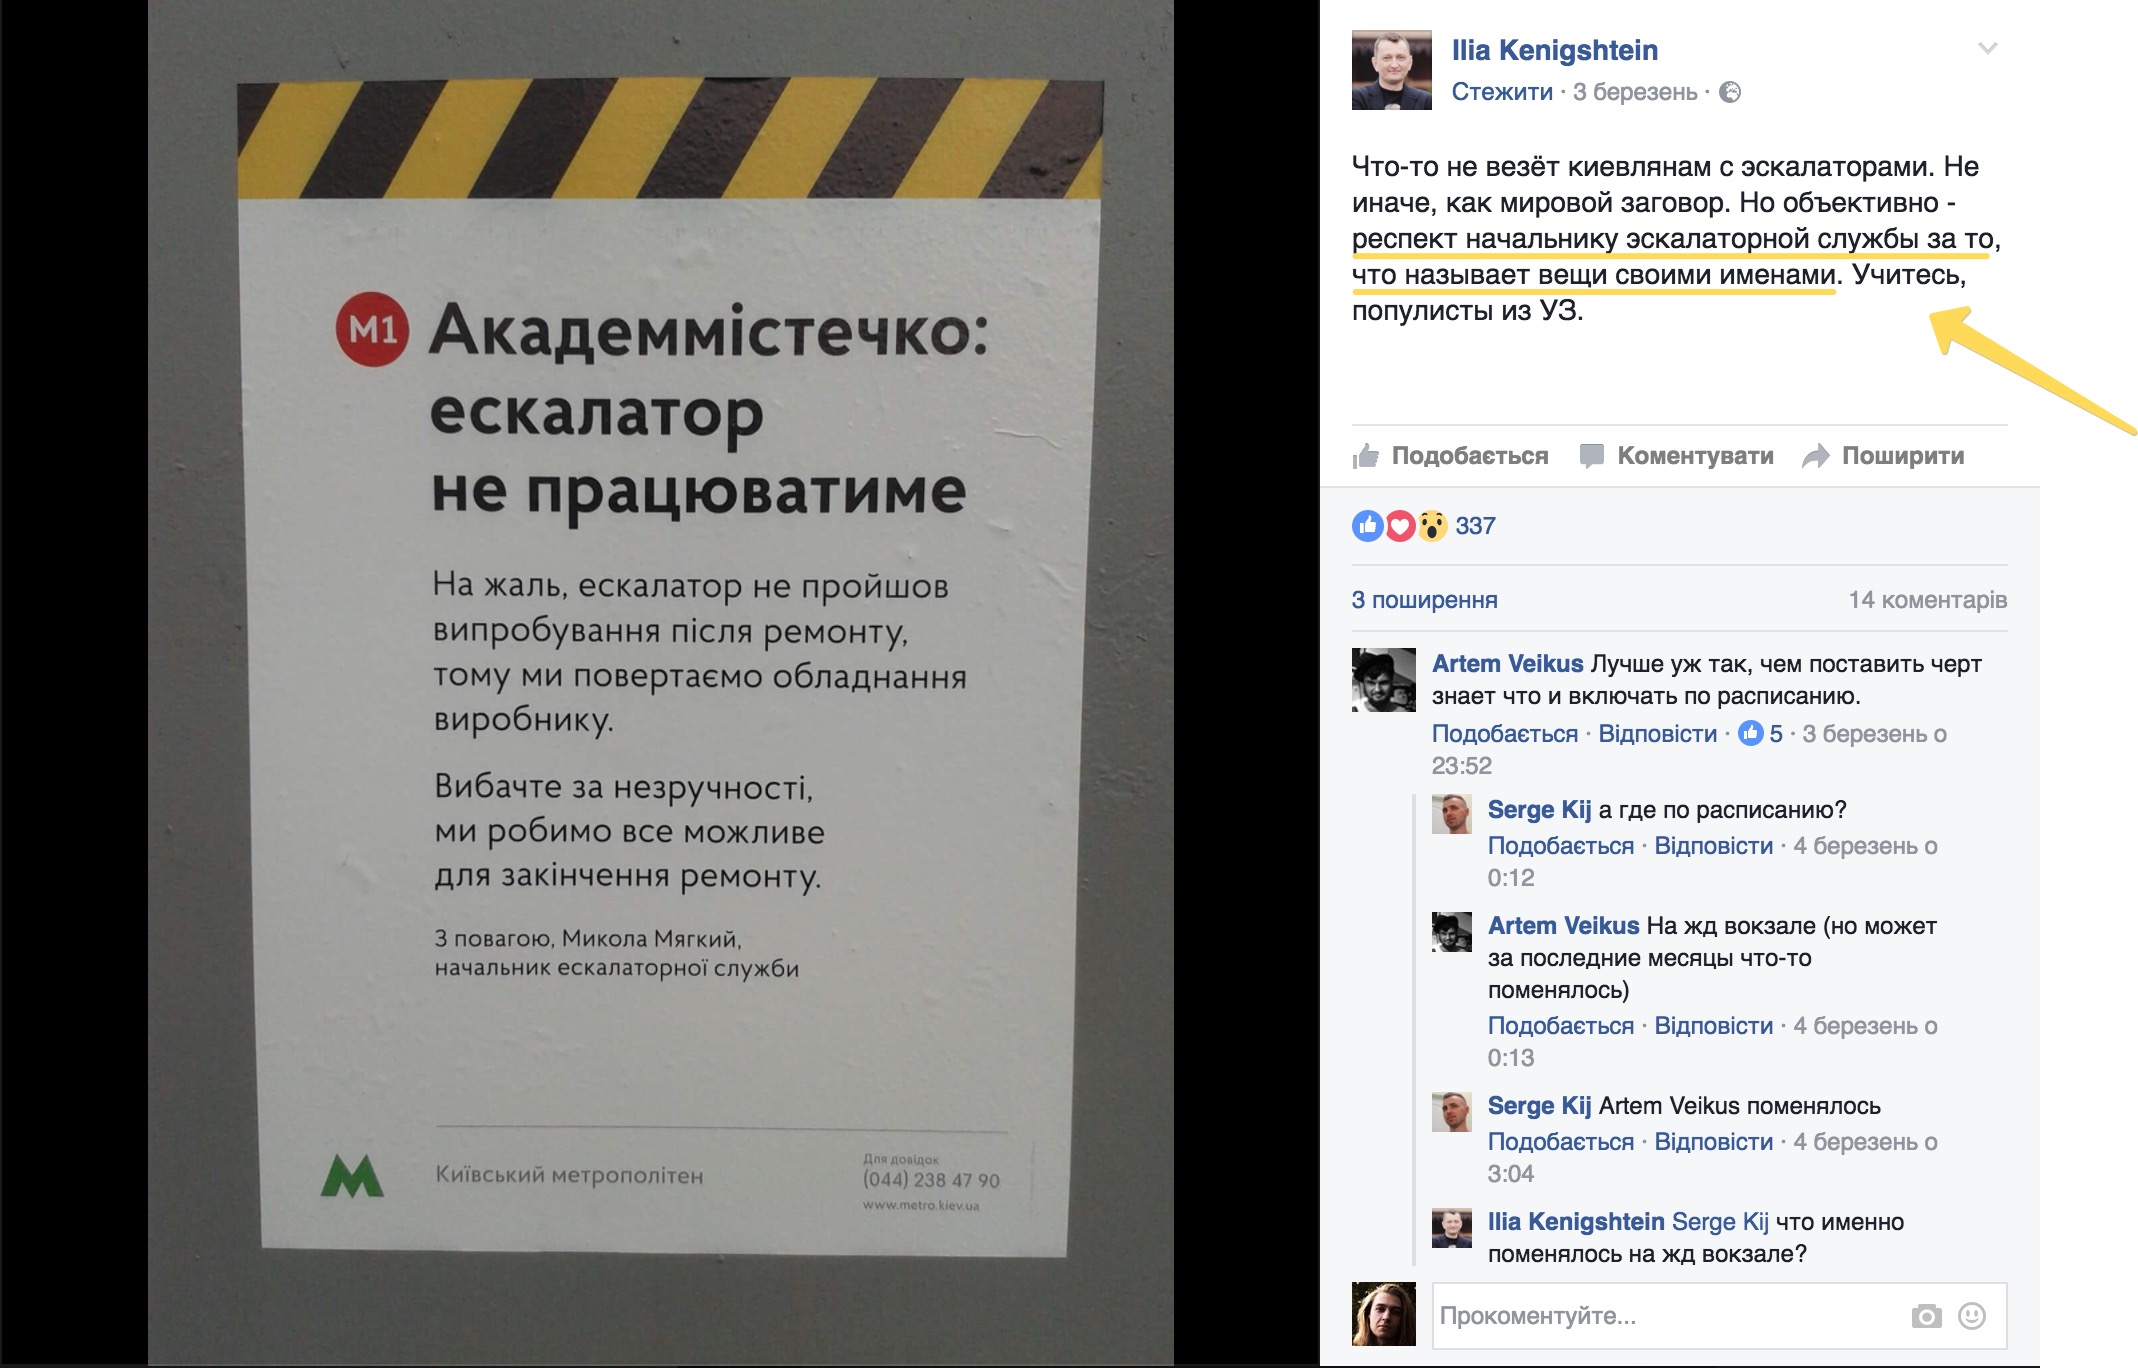 М1 Академмістечко:
ескалатор
не працюватиме
На жаль, ескалатор не пройшов
випробування після ремонту,
тому ми повертаємо обладнання
виробнику.
Вибачте за незручності,
ми робимо все можливе
для закінчення ремонту.
З повагою, Микола Мягкий,
начальник ескалаторної служби
Київський метрополітен
Для довідок
(044) 238 47 90
www.metro.kiev.ua
Ilia Kenigshtein
Стежити · 3 березень ·
Что-то не везёт киевлянам с эскалаторами. Не
иначе, как мировой заговор. Но объективно -
респект начальнику эскалаторной службы за то,
что называет вещи своими именами. Учитесь,
популисты из УЗ.
Подобається Коментувати Поширити
337
3 поширення 14 коментарів
Artem Veikus Лучше уж так, чем поставить черт
знает что и включать по расписанию.
Подобається · Відповісти · 5 · 3 березень о
23:52
Serge Kij а где по расписанию?
Подобається · Відповісти · 4 березень о
0:12
Artem Veikus На жд вокзале (но может
за последние месяцы что-то
поменялось)
Подобається · Відповісти · 4 березень о
0:13
Serge Kij Artem Veikus поменялось
Подобається · Відповісти · 4 березень о
3:04
Ilia Kenigshtein Serge Kij что именно
поменялось на жд вокзале?
Прокоментуйте...